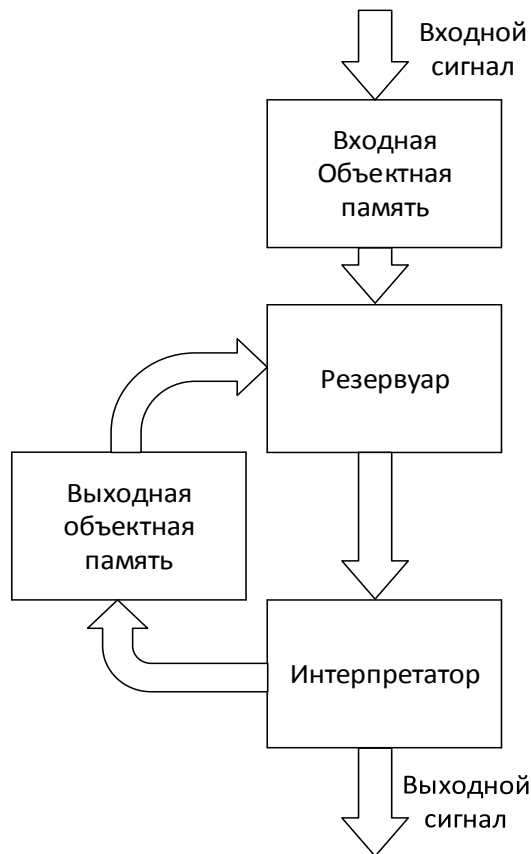 Входной
сигнал
Входная
Объектная
память
Резервуар
Выходная
объектная
память
Интерпретатор
Выходной
сигнал